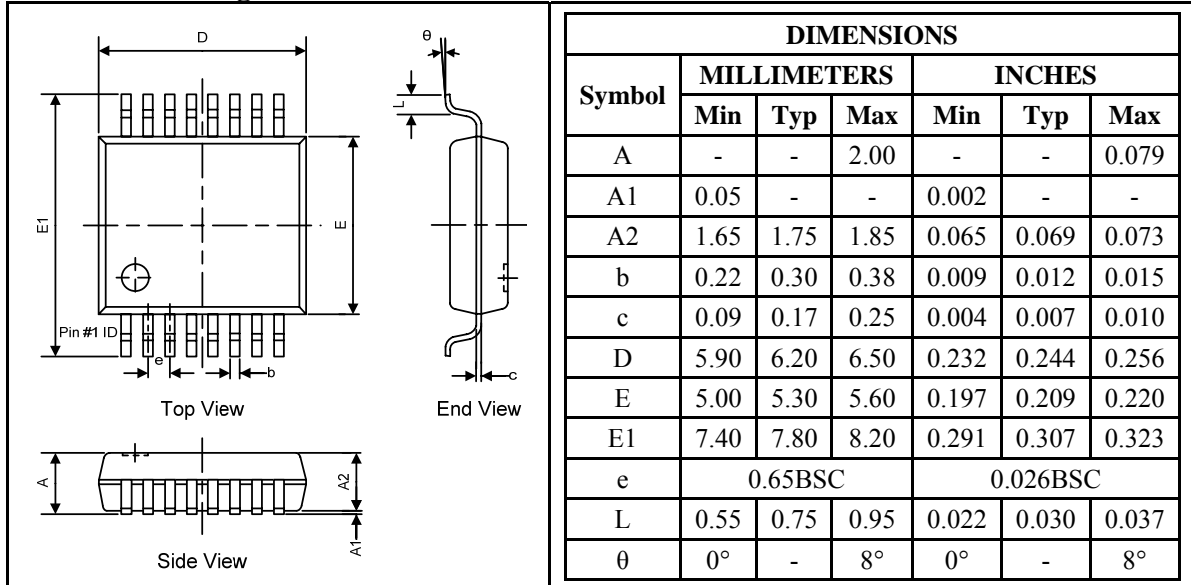 D
θ
L
E1
E
Pin #1 ID
e
b
c
Top View
End View
A
A2
A1
Side View
DIMENSIONS
Symbol MILLIMETERS INCHES
Min Typ Max Min Typ Max
A - - 2.00 - - 0.079
A1 0.05 - - 0.002 - -
A2 1.65 1.75 1.85 0.065 0.069 0.073
b 0.22 0.30 0.38 0.009 0.012 0.015
c 0.09 0.17 0.25 0.004 0.007 0.010
D 5.90 6.20 6.50 0.232 0.244 0.256
E 5.00 5.30 5.60 0.197 0.209 0.220
E1 7.40 7.80 8.20 0.291 0.307 0.323
e 0.65BSC 0.026BSC
L 0.55 0.75 0.95 0.022 0.030 0.037
θ 0° - 8° 0° - 8°